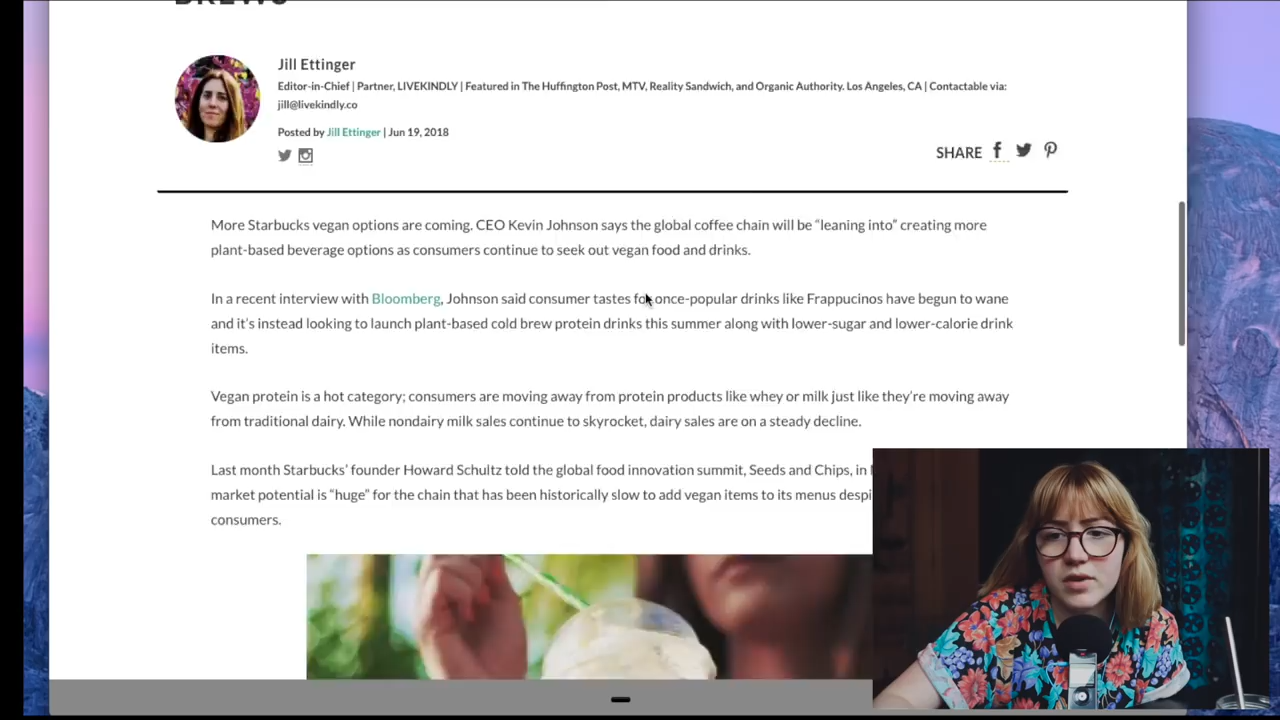 Jill Ettinger
Editor-in-Chief | Partner, LIVEKINDLY | Featured in The Huffington Post, MTV, Reality Sandwich, and Organic Authority. Los Angeles, CA | Contactable via:
jill@livekindly.co
Posted by Jill Ettinger | Jun 19, 2018
SHARE
More Starbucks vegan options are coming. CEO Kevin Johnson says the global coffee chain will be “leaning into” creating more
plant-based beverage options as consumers continue to seek out vegan food and drinks.
In a recent interview with Bloomberg, Johnson said consumer tastes for once-popular drinks like Frappucinos have begun to wane
and it’s instead looking to launch plant-based cold brew protein drinks this summer along with lower-sugar and lower-calorie drink
items.
Vegan protein is a hot category; consumers are moving away from protein products like whey or milk just like they’re moving away
from traditional dairy. While nondairy milk sales continue to skyrocket, dairy sales are on a steady decline.
Last month Starbucks’ founder Howard Schultz told the global food innovation summit, Seeds and Chips, in
market potential is “huge” for the chain that has been historically slow to add vegan items to its menus
consumers.